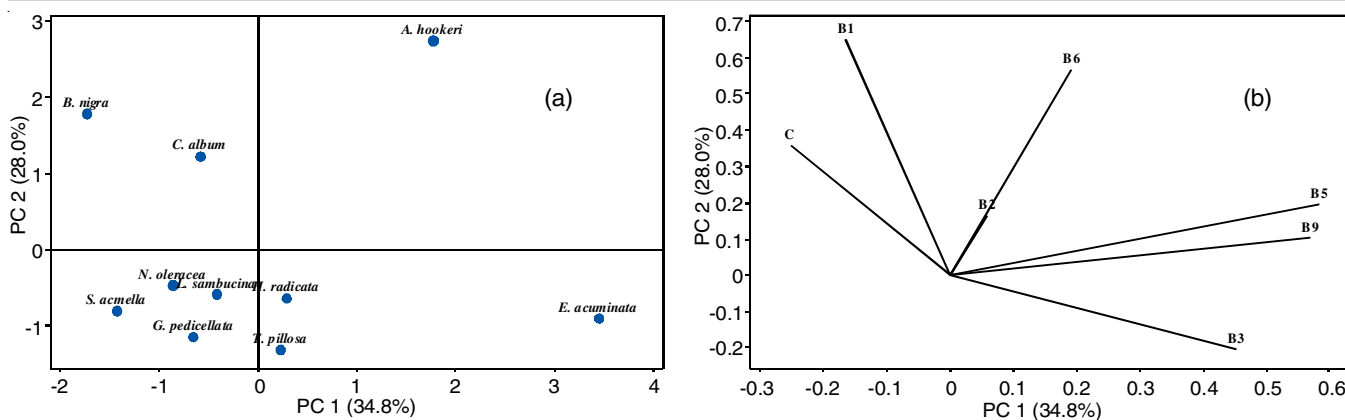 3
2
1
0
-1
-2
-1
0
1
2
3
4
PC 2 (28.0%)
PC 1 (34.8%)
(a)
A. hookeri
B. nigra
C. album
N. oleracea
L. sambucina
H. radicata
S. acmella
G. pedicellata
T. pillosa
E. acuminata
0.7
0.6
0.5
0.4
0.3
0.2
0.1
0
-0.1
-0.2
-0.3
-0.2
-0.1
0
0.1
0.2
0.3
0.4
0.5
0.6
PC 2 (28.0%)
PC 1 (34.8%)
(b)
B1
B6
C
B2
B5
B9
B3